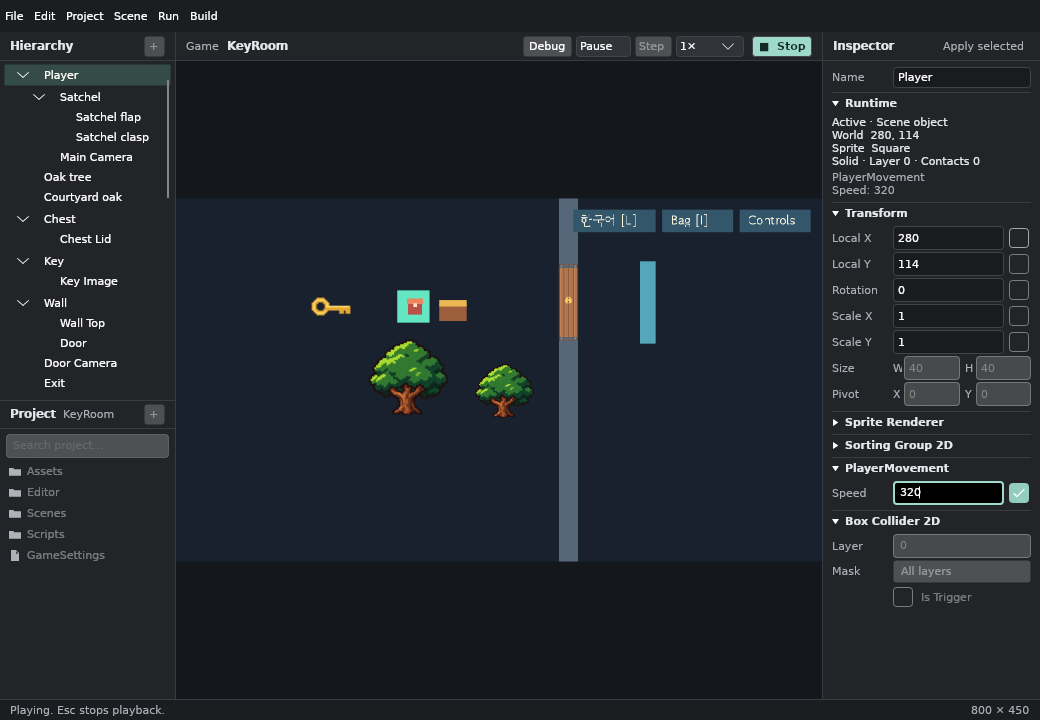 File Edit Project Scene Run Build
Hierarchy +
Player
Satchel
Satchel flap
Satchel clasp
Main Camera
Oak tree
Courtyard oak
Chest
Chest Lid
Key
Key Image
Wall
Wall Top
Door
Door Camera
Exit
Project KeyRoom +
Search project...
Assets
Editor
Scenes
Scripts
GameSettings
Game KeyRoom Debug Pause Step 1× Stop
한국어 [L] Bag [I] Controls
Inspector Apply selected
Name Player
Runtime
Active · Scene object
World 280, 114
Sprite Square
Solid · Layer 0 · Contacts 0
PlayerMovement
Speed: 320
Transform
Local X 280
Local Y 114
Rotation 0
Scale X 1
Scale Y 1
Size W 40 H 40
Pivot X 0 Y 0
Sprite Renderer
Sorting Group 2D
PlayerMovement
Speed 320
Box Collider 2D
Layer 0
Mask All layers
Is Trigger
Playing. Esc stops playback. 800 × 450